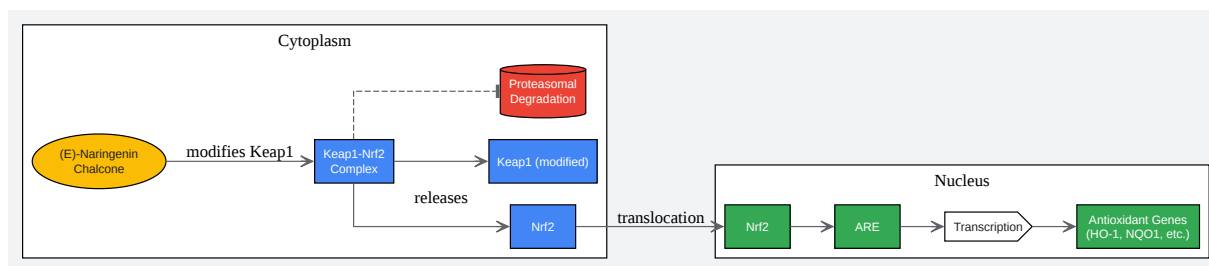 Cytoplasm
Proteasomal
Degradation
(E)-Naringenin
Chalcone
modifies Keap1
Keap1-Nrf2
Complex
Keap1 (modified)
releases
Nrf2
translocation
Nucleus
Nrf2
ARE
Transcription
Antioxidant Genes
(HO-1, NQO1, etc.)